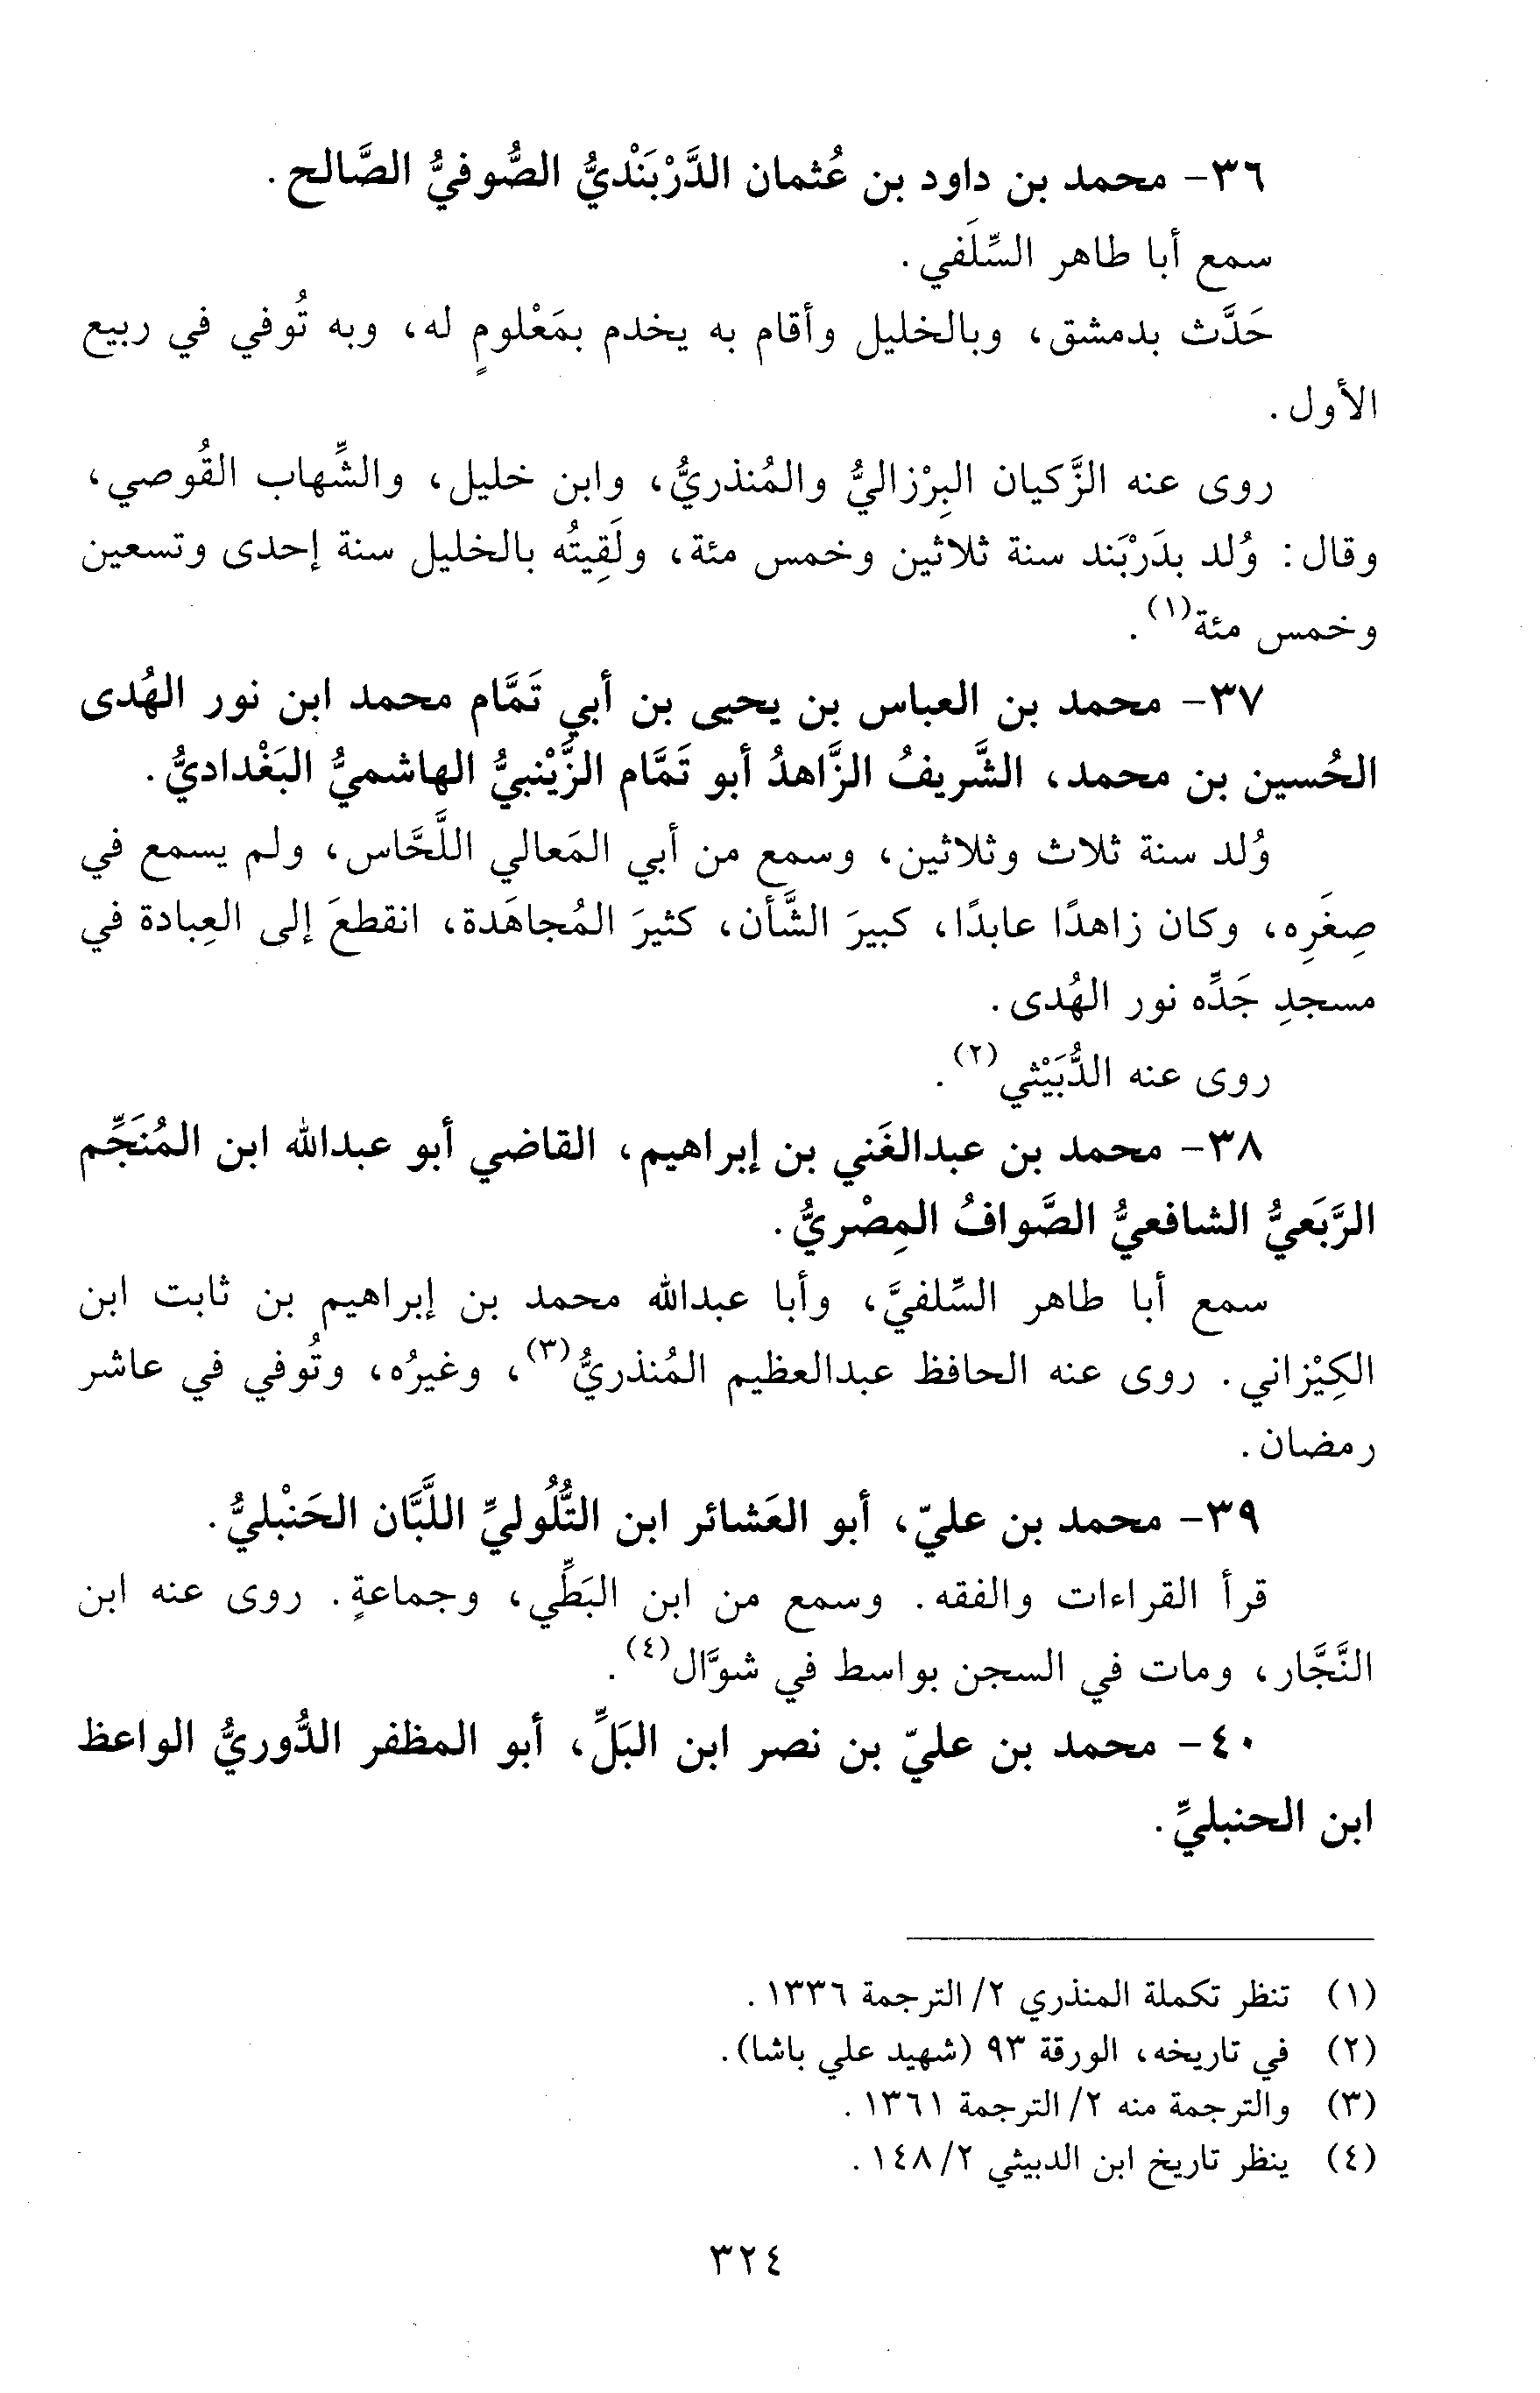 ٣٦- محمد بن داود بن عُثمان الدَّرْبَنْديُّ الصُّوفيُّ الصَّالح.
سمع أبا طاهر السِّلَفي.
حَدَّث بدمشق، وبالخليل وأقام به يخدم بمَعْلومٍ له، وبه تُوفي في ربيع
الأول.
روى عنه الزَّكيان البِرْزاليُّ والمُنذريُّ، وابن خليل، والشِّهاب القُوصي،
وقال: وُلد بدَرْبَند سنة ثلاثين وخمس مئة، ولَقِيتُه بالخليل سنة إحدى وتسعين
وخمس مئة(١).
٣٧- محمد بن العباس بن يحيى بن أبي تَمَّام محمد ابن نور الهُدى
الحُسين بن محمد، الشَّريفُ الزَّاهدُ أبو تَمَّام الزَّيْنبيُّ الهاشميُّ البَغْداديُّ.
وُلد سنة ثلاث وثلاثين، وسمع من أبي المَعالي اللَّحَّاس، ولم يسمع في
صِغَرِه، وكان زاهدًا عابدًا، كبيرَ الشَّأن، كثيرَ المُجاهَدة، انقطعَ إلى العِبادة في
مسجدِ جَدِّه نور الهُدى.
روى عنه الدُّبَيْثي(٢).
٣٨- محمد بن عبدالغَني بن إبراهيم، القاضي أبو عبدالله ابن المُنَجِّم
الرَّبَعيُّ الشافعيُّ الصَّوافُ المِصْريُّ.
سمع أبا طاهر السِّلفيَّ، وأبا عبدالله محمد بن إبراهيم بن ثابت ابن
الكِيْزاني. روى عنه الحافظ عبدالعظيم المُنذريُّ(٣)، وغيرُه، وتُوفي في عاشر
رمضان.
٣٩- محمد بن عليّ، أبو العَشائر ابن التُّلُوليِّ اللَّبَّان الحَنْبليُّ.
قرأ القراءات والفقه. وسمع من ابن البَطِّي، وجماعةٍ. روى عنه ابن
النَّجَّار، ومات في السجن بواسط في شوَّال(٤).
٤٠- محمد بن عليّ بن نصر ابن البَلِّ، أبو المظفر الدُّوريُّ الواعظ
ابن الحنبليِّ.
(١) تنظر تكملة المنذري ٢/ الترجمة ١٣٣٦.
(٢) في تاريخه، الورقة ٩٣ (شهيد علي باشا).
(٣) والترجمة منه ٢/ الترجمة ١٣٦١.
(٤) ينظر تاريخ ابن الدبيثي ٢/ ١٤٨.
٣٢٤